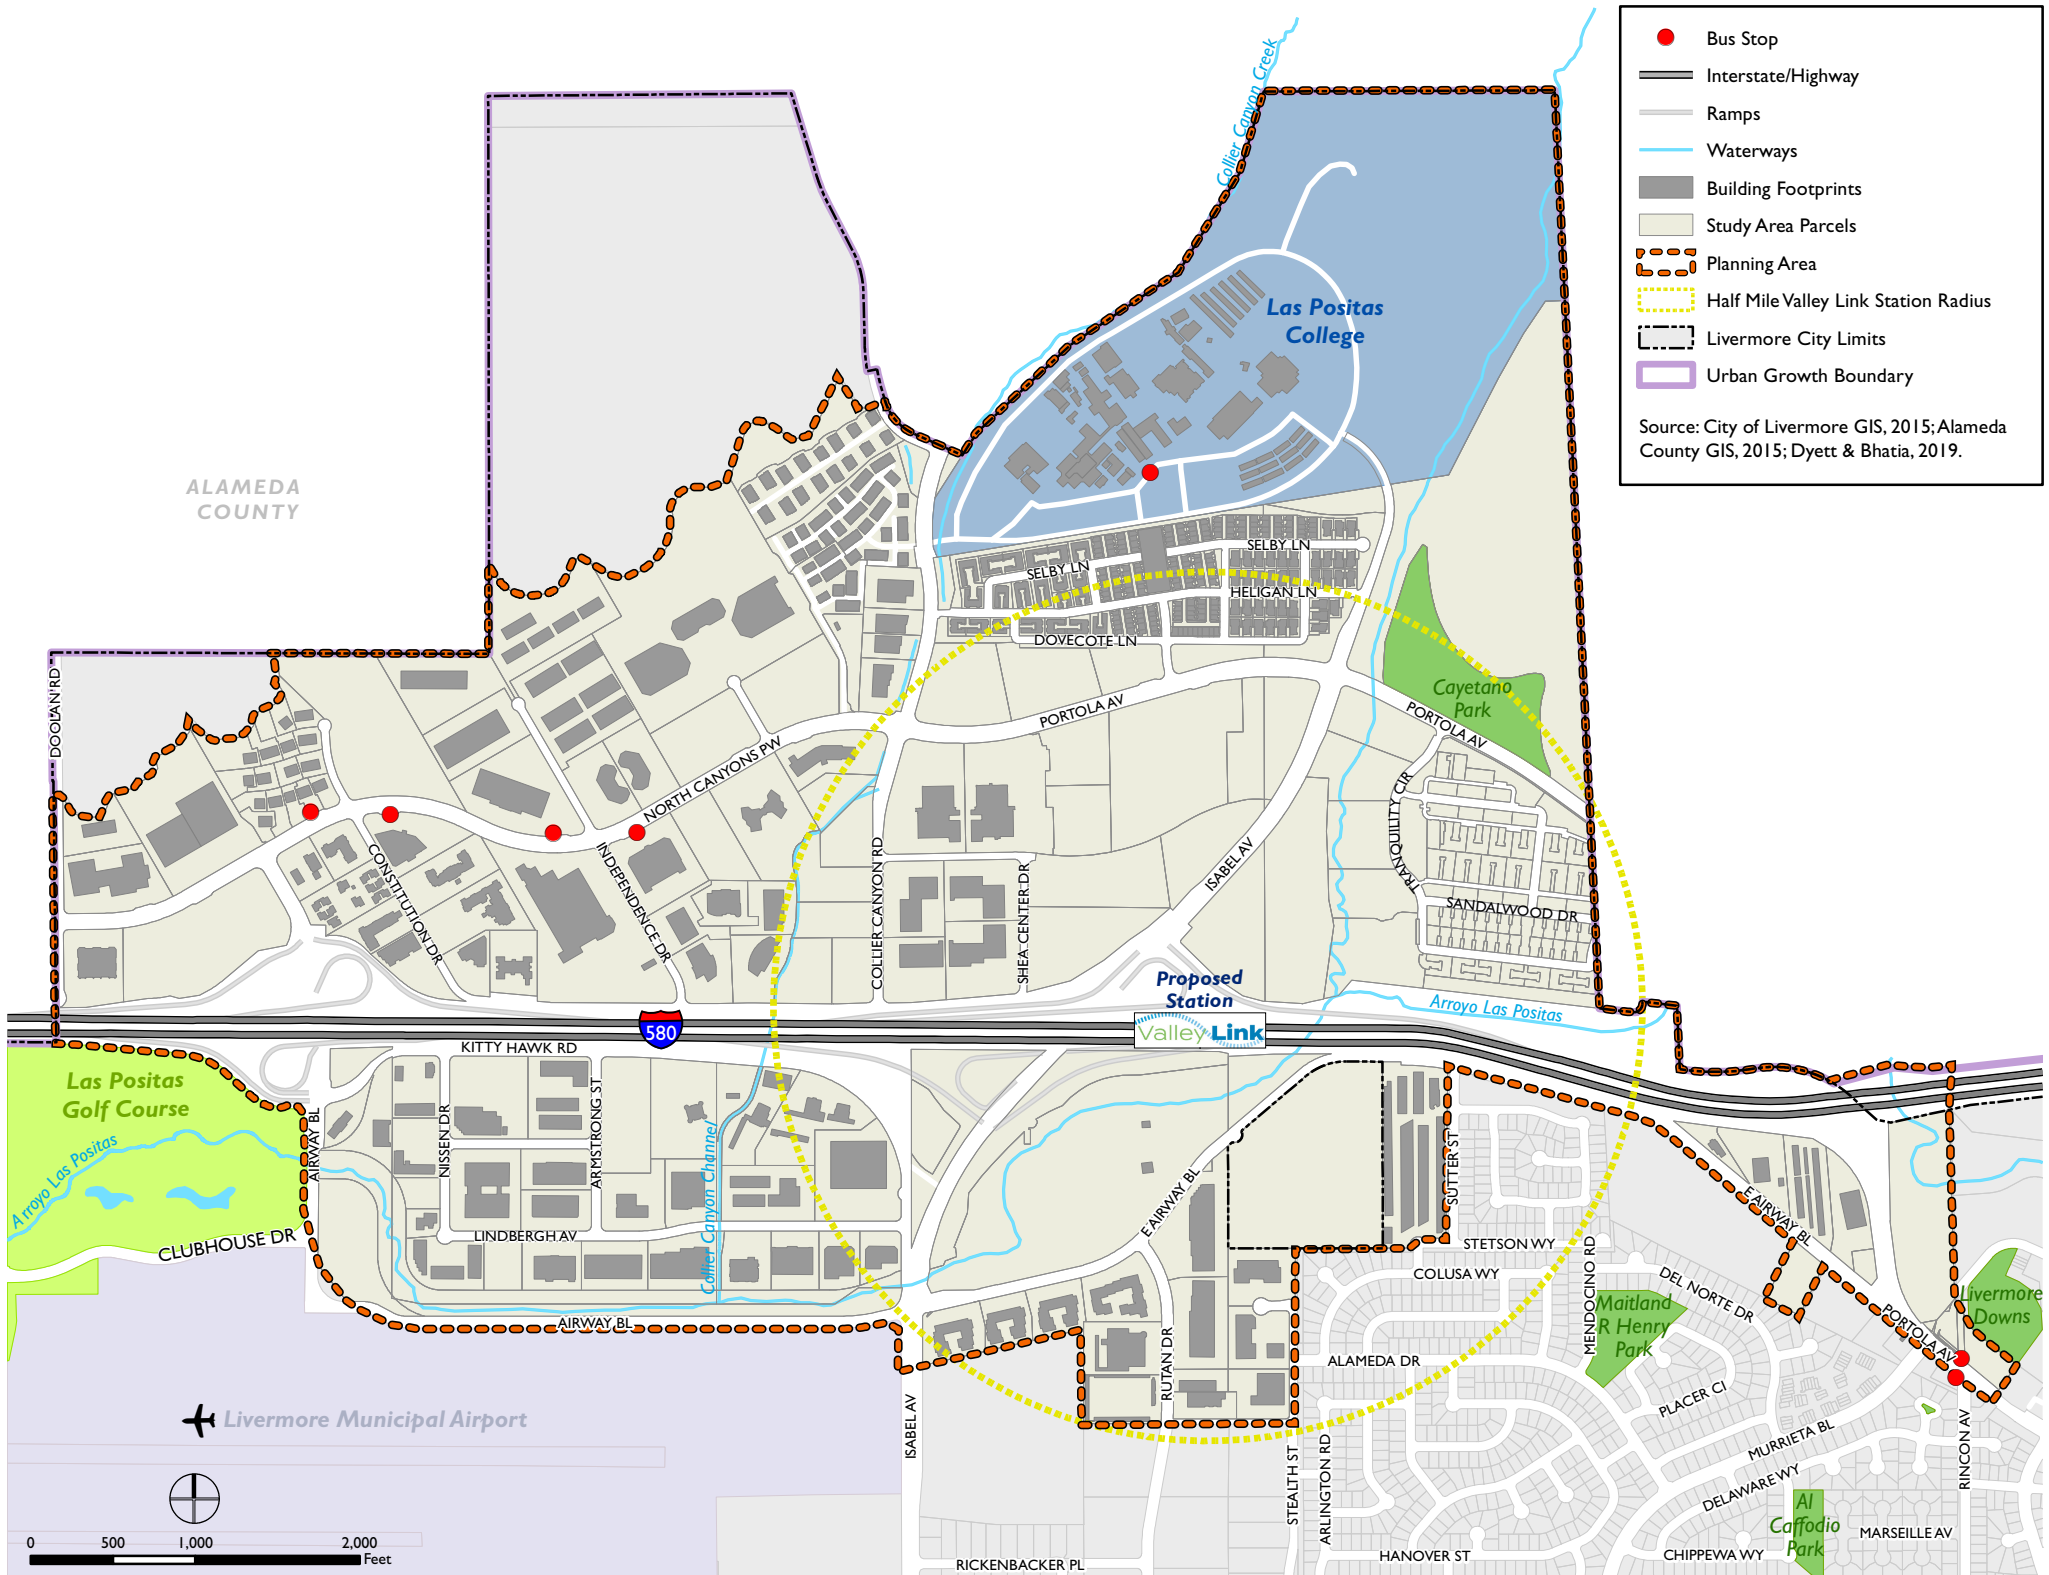 Bus Stop
Interstate/Highway
Ramps
Waterways
Building Footprints
Study Area Parcels
Planning Area
Half Mile Valley Link Station Radius
Livermore City Limits
Urban Growth Boundary
Source: City of Livermore GIS, 2015; Alameda
County GIS, 2015; Dyett & Bhatia, 2019.
Collier Canyon Creek
Las Positas
College
ALAMEDA
COUNTY
SELBY LN
SELBY LN
HELIGAN LN
DOVECOTE LN
DOOLAN RD
Cayetano
Park
PORTOLA AV
PORTOLA AV
NORTH CANYONS PW
TRANQUILITY CIR
CONSTITUTION DR
INDEPENDENCE DR
COLLIER CANYON RD
SHEA CENTER DR
ISABEL AV
SANDALWOOD DR
Proposed
Station
Valley Link
Arroyo Las Positas
580
KITTY HAWK RD
Las Positas
Golf Course
Arroyo Las Positas
AIRWAY BL
NISSEN DR
ARMSTRONG ST
Collier Canyon Channel
LINDBERGH AV
CLUBHOUSE DR
E AIRWAY BL
SUTTER ST
STETSON WY
COLUSA WY
MENDOCINO RD
DEL NORTE DR
E AIRWAY BL
Maitland
R Henry
Park
Livermore
Downs
PORTOLA AV
AIRWAY BL
ALAMEDA DR
RUTAN DR
PLACER CI
MURRIETA BL
DELAWARE WY
RINCON AV
Livermore Municipal Airport
ISABEL AV
STEALTH ST
ARLINGTON RD
Al
Caffodio
Park
MARSEILLE AV
HANOVER ST
CHIPPEWA WY
RICKENBACKER PL
0 500 1,000 2,000
Feet